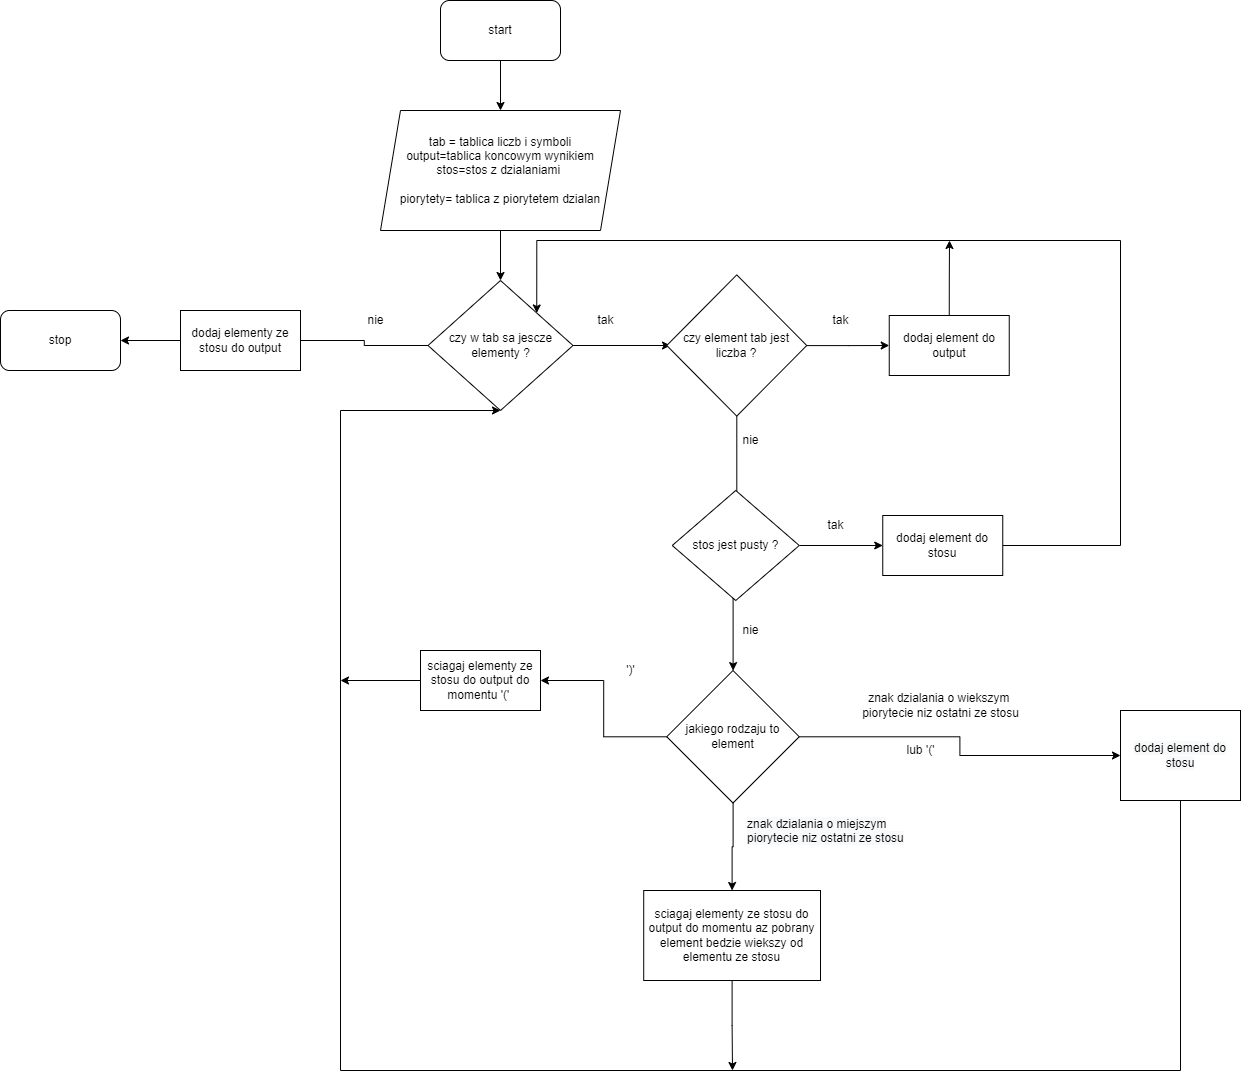 start
tab = tablica liczb i symboli
output=tablica koncowym wynikiem
stos=stos z dzialaniami
piorytety= tablica z piorytetem dzialan
stop
dodaj elementy ze
stosu do output
nie
czy w tab sa jescze
elementy ?
tak
czy element tab jest
liczba ?
tak
dodaj element do
output
nie
stos jest pusty ?
tak
dodaj element do
stosu
nie
sciagaj elementy ze
stosu do output do
momentu '('
')'
jakiego rodzaju to
element
znak dzialania o wiekszym
piorytecie niz ostatni ze stosu
lub '('
dodaj element do
stosu
znak dzialania o miejszym
piorytecie niz ostatni ze stosu
sciagaj elementy ze stosu do
output do momentu az pobrany
element bedzie wiekszy od
elementu ze stosu